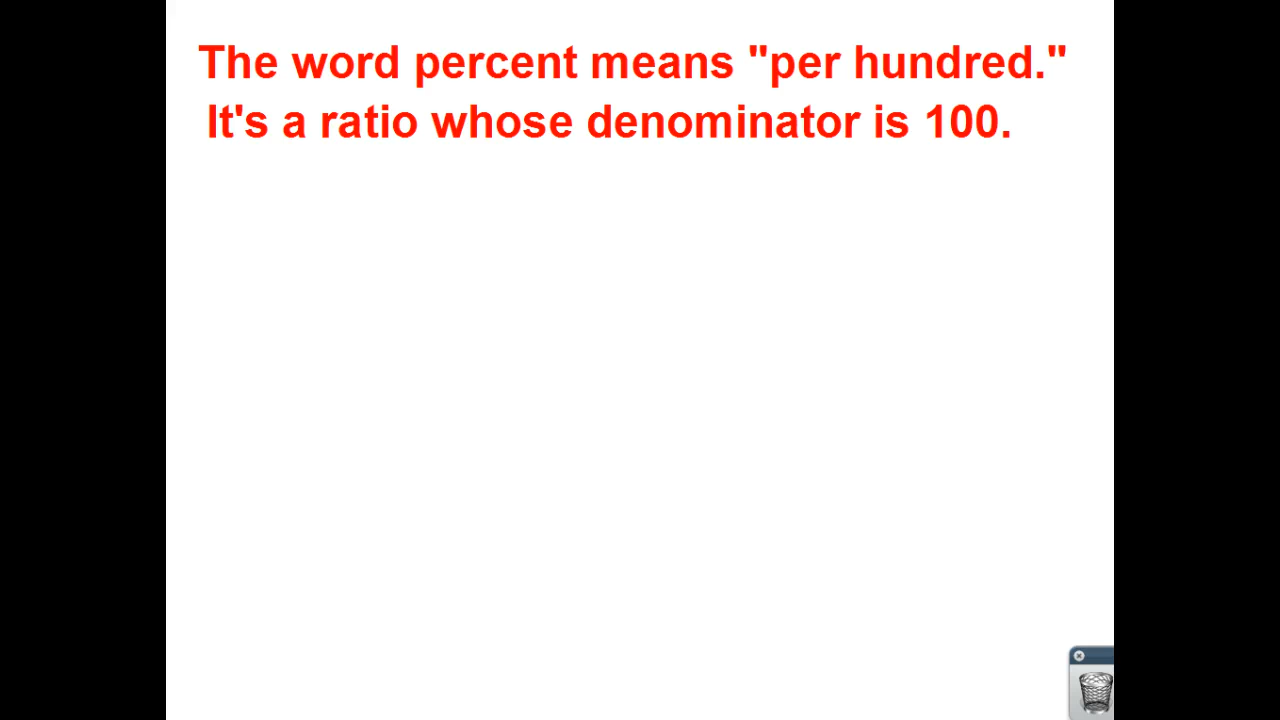 The word percent means "per hundred."
It's a ratio whose denominator is 100.